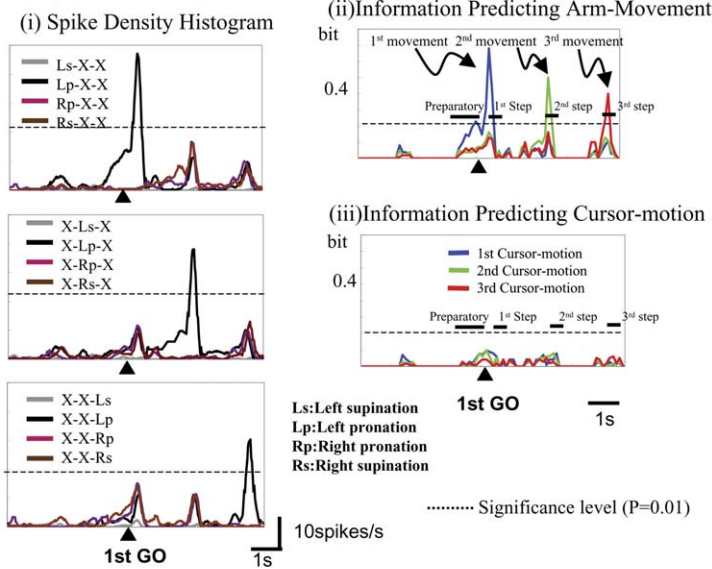 (i) Spike Density Histogram
Ls-X-X
Lp-X-X
Rp-X-X
Rs-X-X
X-Ls-X
X-Lp-X
X-Rp-X
X-Rs-X
X-X-Ls
X-X-Lp
X-X-Rp
X-X-Rs
1st GO
1s
10spikes/s
(ii)Information Predicting Arm-Movement
bit
1st movement 2nd movement 3rd movement
0.4
Preparatory 1st Step 2nd step 3rd step
(iii)Information Predicting Cursor-motion
bit
0.4
1st Cursor-motion
2nd Cursor-motion
3rd Cursor-motion
Preparatory 1st Step 2nd step 3rd step
1st GO
1s
Ls:Left supination
Lp:Left pronation
Rp:Right pronation
Rs:Right supination
Significance level (P=0.01)